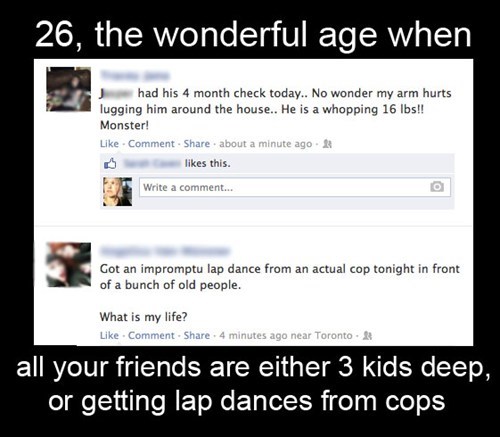 26, the wonderful age when
had his 4 month check today.. No wonder my arm hurts
lugging him around the house.. He is a whopping 16 lbs!!
Monster!
Like · Comment · Share · about a minute ago ·
likes this.
Write a comment...
Got an impromptu lap dance from an actual cop tonight in front
of a bunch of old people.
What is my life?
Like · Comment · Share · 4 minutes ago near Toronto ·
all your friends are either 3 kids deep,
or getting lap dances from cops